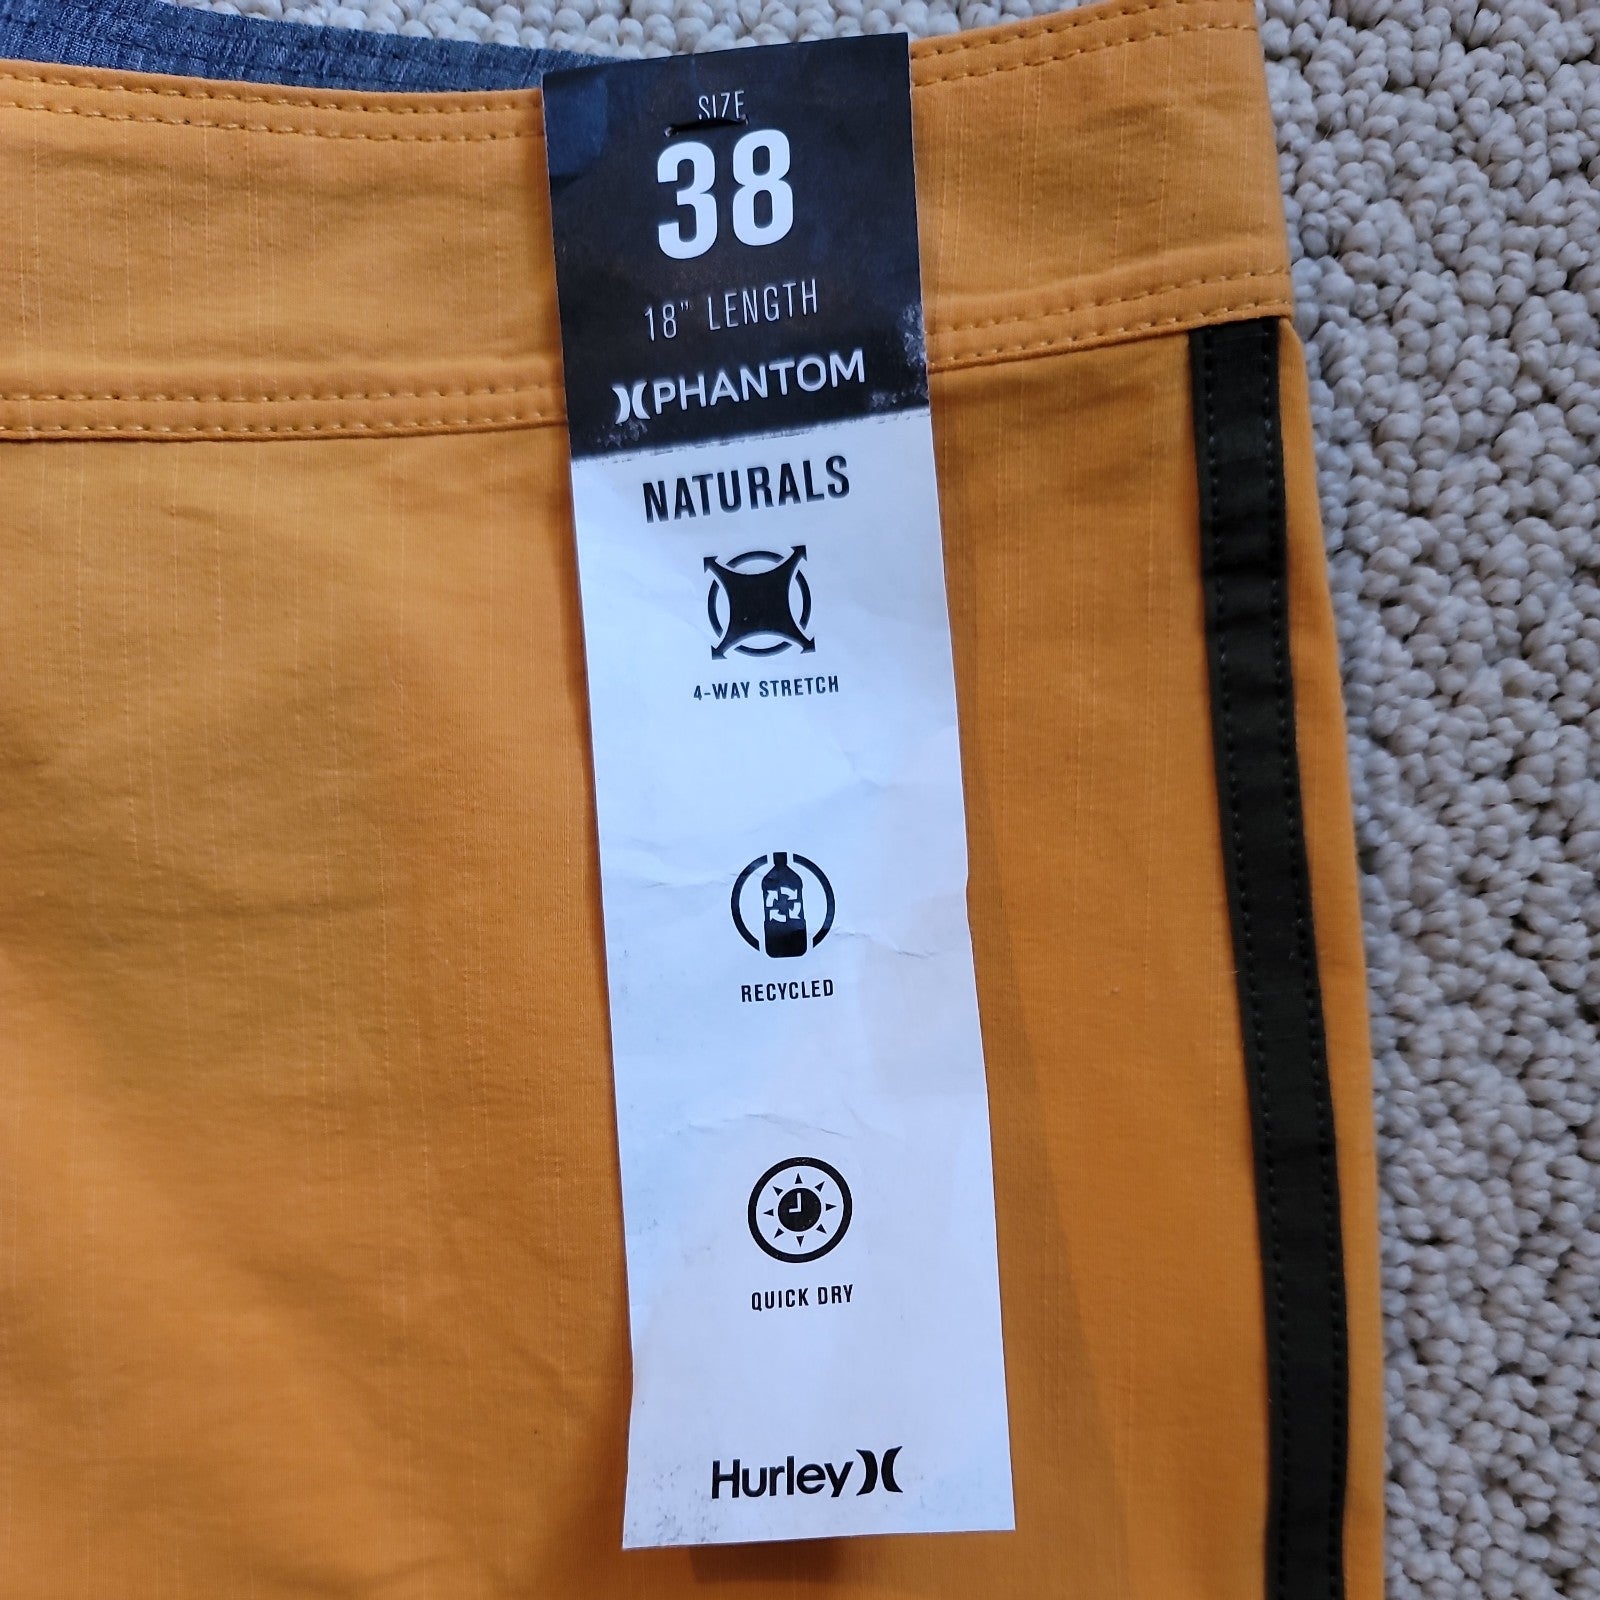 SIZE
38
18" LENGTH
PHANTOM
NATURALS
4-WAY STRETCH
RECYCLED
QUICK DRY
Hurley